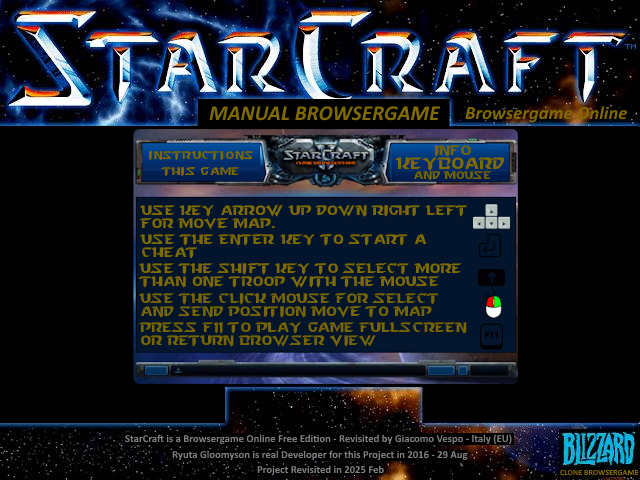 STARCRAFT™
MANUAL BROWSERGAME
Browsergame Online
INSTRUCTIONS
THIS GAME
STARCRAFT
CLONE BROWSERGAME
II
INFO
KEYBOARD
AND MOUSE
USE KEY ARROW UP DOWN RIGHT LEFT
FOR MOVE MAP.
USE THE ENTER KEY TO START A
CHEAT
USE THE SHIFT KEY TO SELECT MORE
THAN ONE TROOP WITH THE MOUSE
USE THE CLICK MOUSE FOR SELECT
AND SEND POSITION MOVE TO MAP
PRESS F11 TO PLAY GAME FULLSCREEN
OR RETURN BROWSER VIEW
F11
StarCraft is a Browsergame Online Free Edition - Revisited by Giacomo Vespo - Italy (EU)
Ryuta Gloomyson is real Developer for this Project in 2016 - 29 Aug
Project Revisited in 2025 Feb
BLIZZARD
CLONE BROWSERGAME